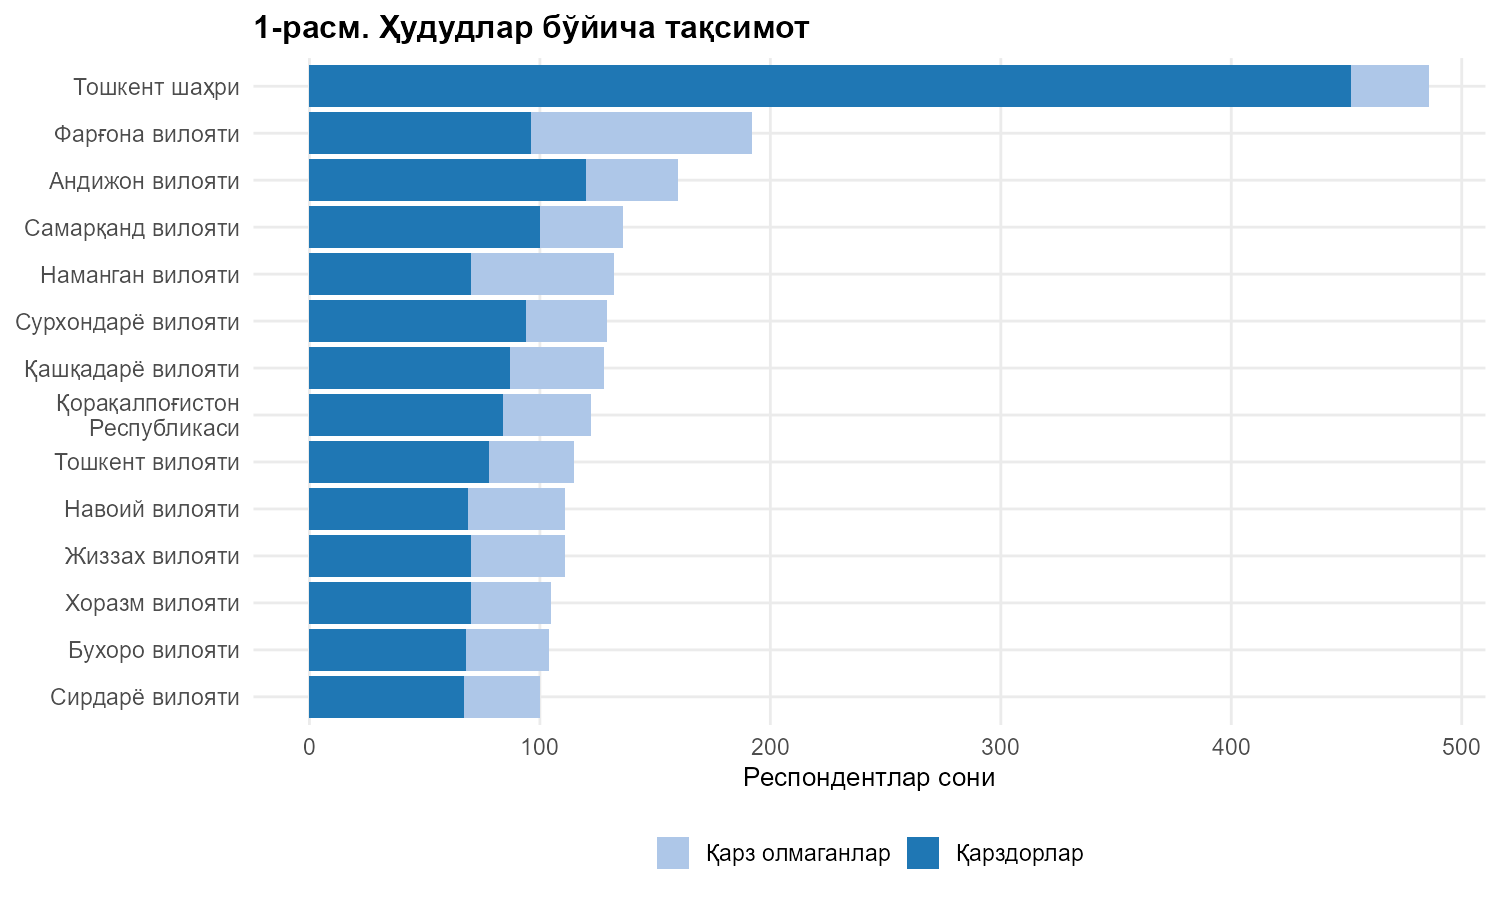 1-расм. Ҳудудлар бўйича тақсимот
Тошкент шаҳри
Фарғона вилояти
Андижон вилояти
Самарқанд вилояти
Наманган вилояти
Сурхондарё вилояти
Қашқадарё вилояти
Қорақалпоғистон
Республикаси
Тошкент вилояти
Навоий вилояти
Жиззах вилояти
Хоразм вилояти
Бухоро вилояти
Сирдарё вилояти
0 100 200 300 400 500
Респондентлар сони
Қарз олмаганлар Қарздорлар